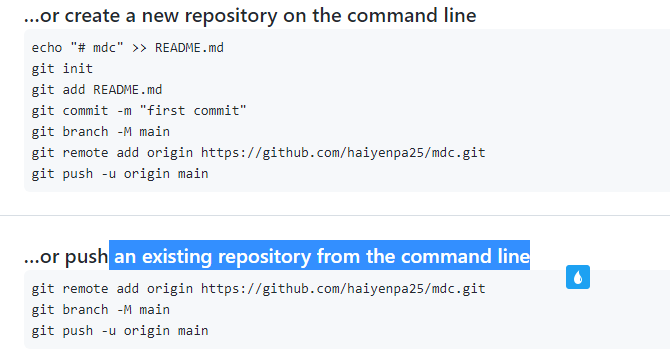 ...or create a new repository on the command line
echo "# mdc" >> README.md
git init
git add README.md
git commit -m "first commit"
git branch -M main
git remote add origin https://github.com/haiyenpa25/mdc.git
git push -u origin main
...or push an existing repository from the command line
git remote add origin https://github.com/haiyenpa25/mdc.git
git branch -M main
git push -u origin main